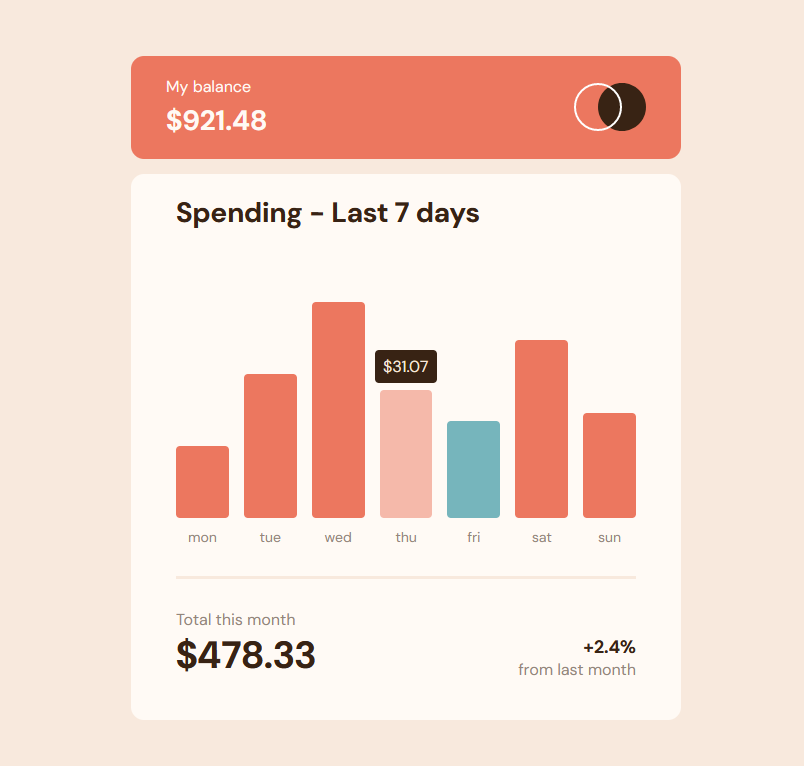 My balance
$921.48
Spending - Last 7 days
$31.07
mon tue wed thu fri sat sun
Total this month
$478.33
+2.4%
from last month